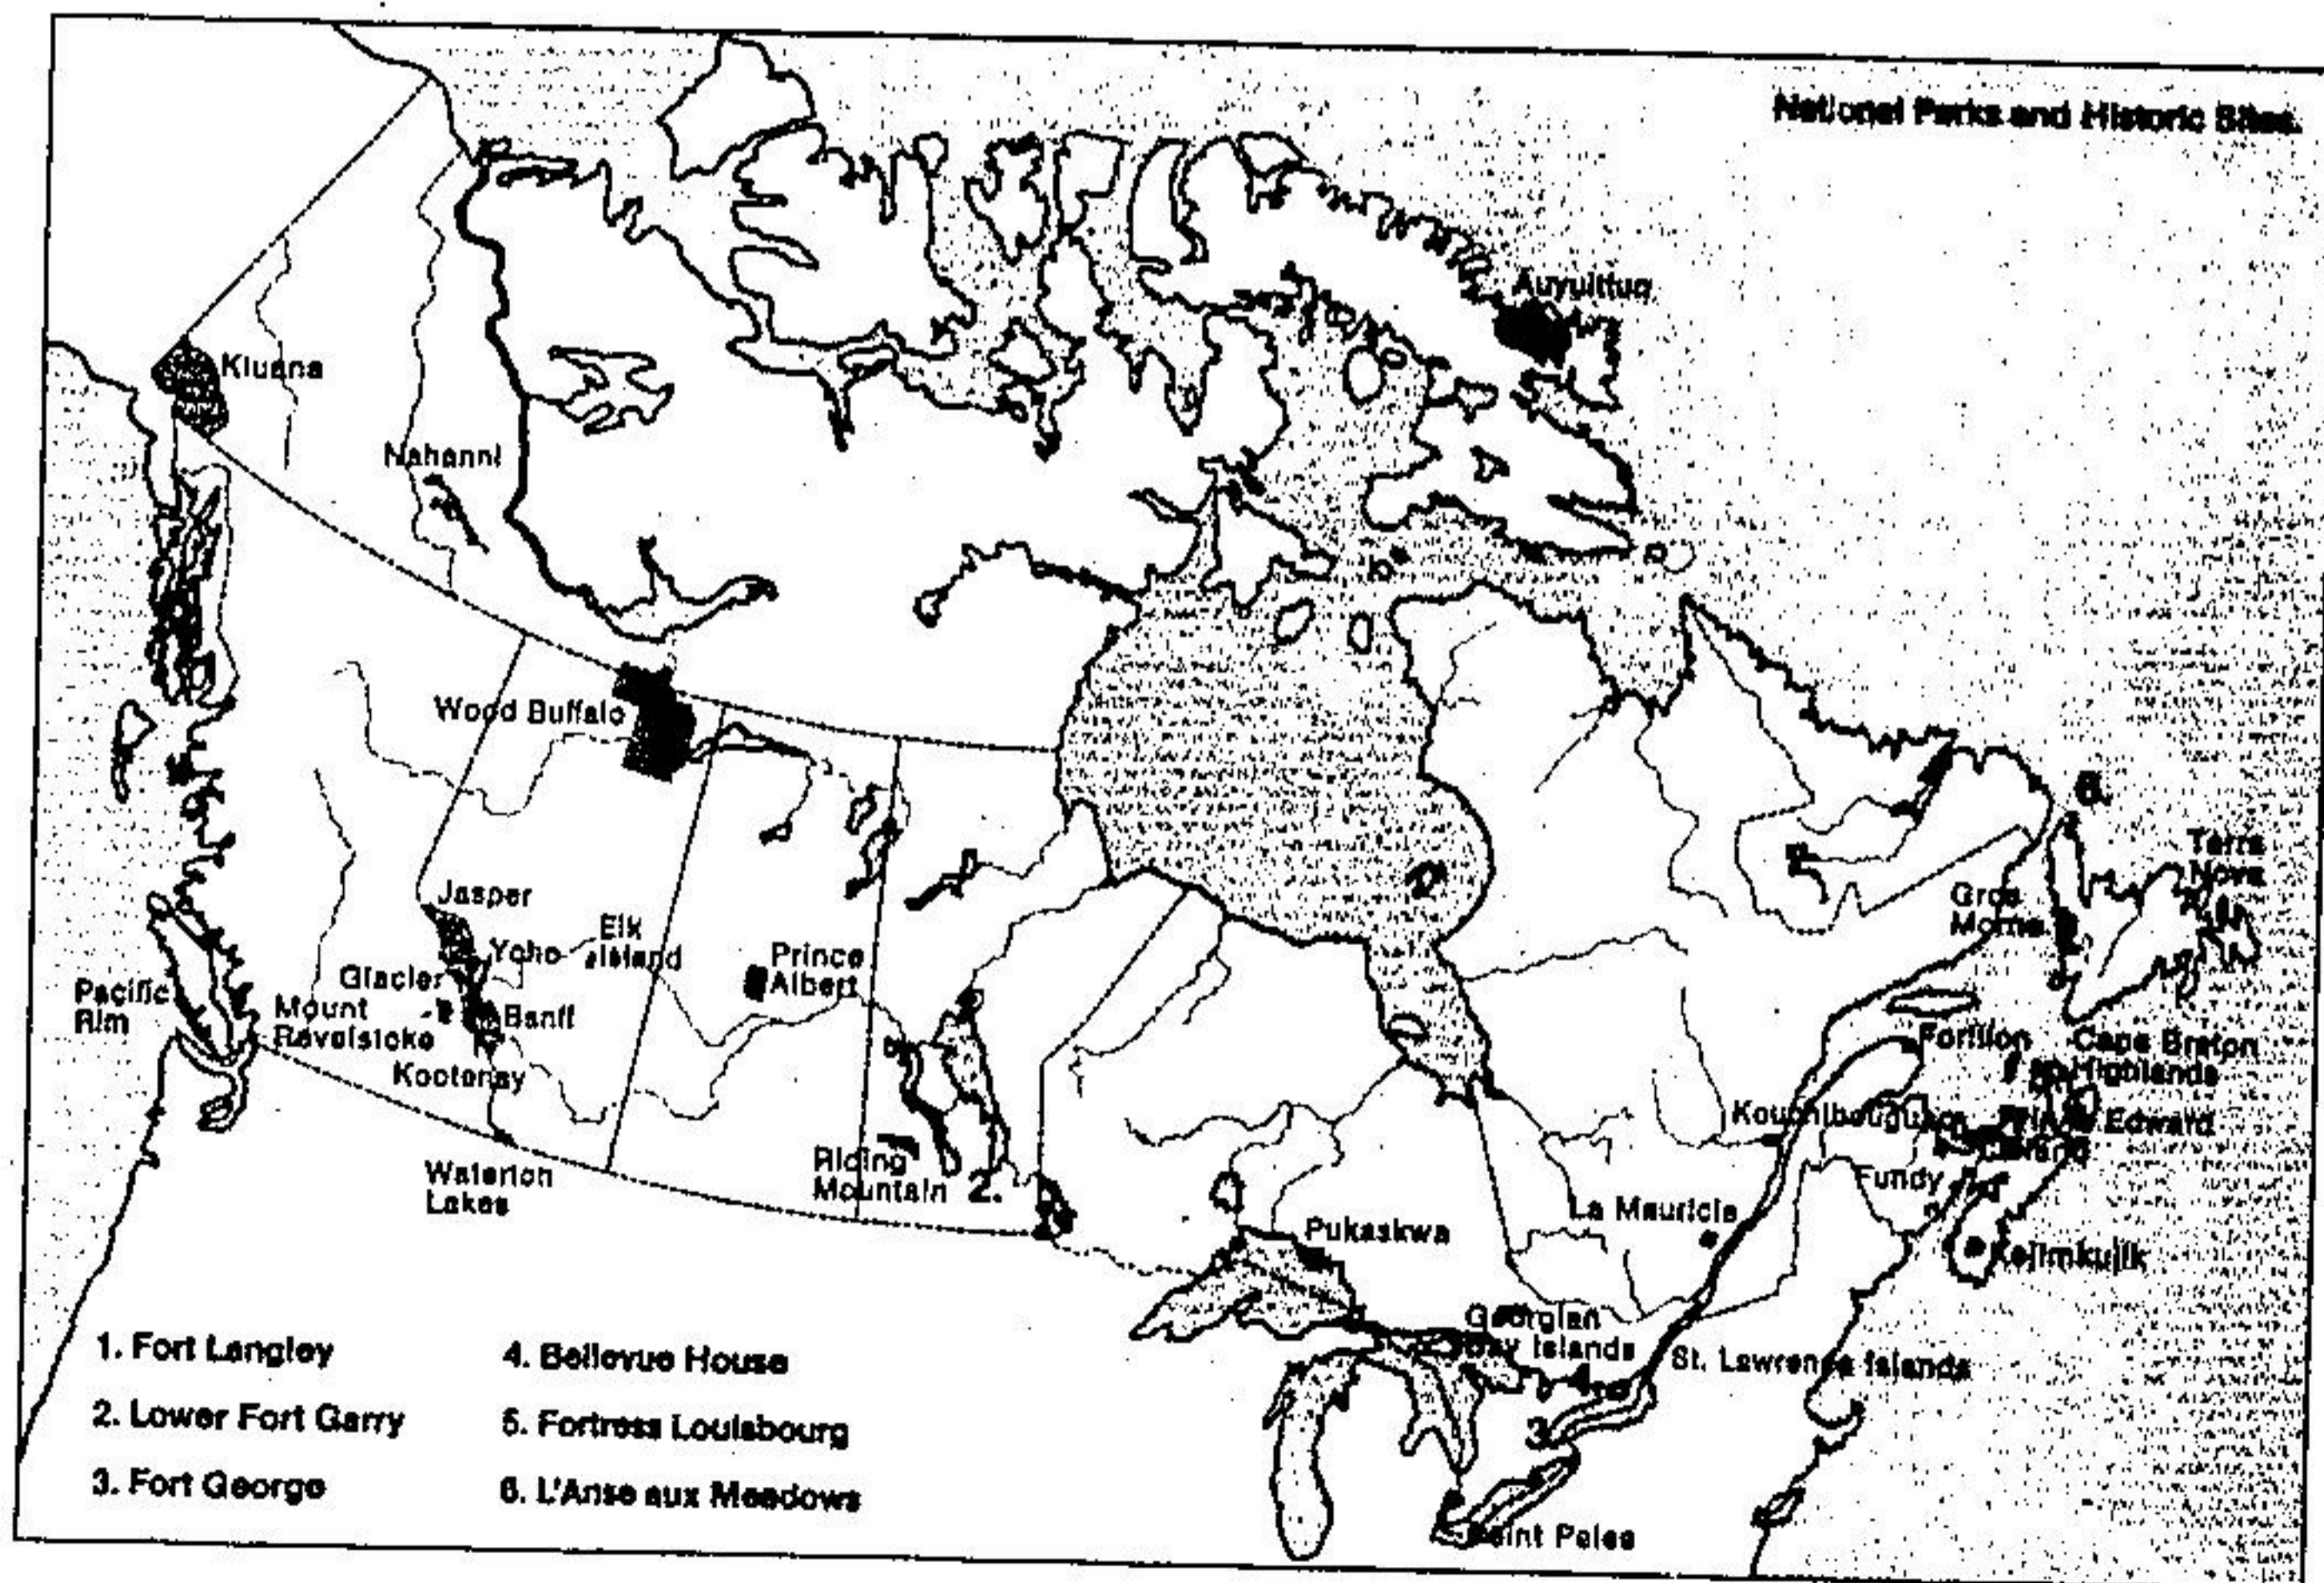 National Parks and Historic Sites.
Auyuittuq
Kluane
Nahanni
Wood Buffalo
6.
Terra
Nova
Gros
Morne
Jasper
Yoho
Elk
Island
Prince
Albert
Glacier
Pacific
Rim
Mount
Revelstoke
Banff
Kootenay
Forillon
Cape Breton
Highlands
Kouchibouguac
Prince Edward
Island
Waterton
Lakes
Riding
Mountain
2.
Fundy
La Mauricie
Pukaskwa
Kejimkujik
Georgian
Bay Islands
St. Lawrence Islands
4.
3.
Point Pelee
1. Fort Langley
2. Lower Fort Garry
3. Fort George
4. Bellevue House
5. Fortress Louisbourg
6. L'Anse aux Meadows